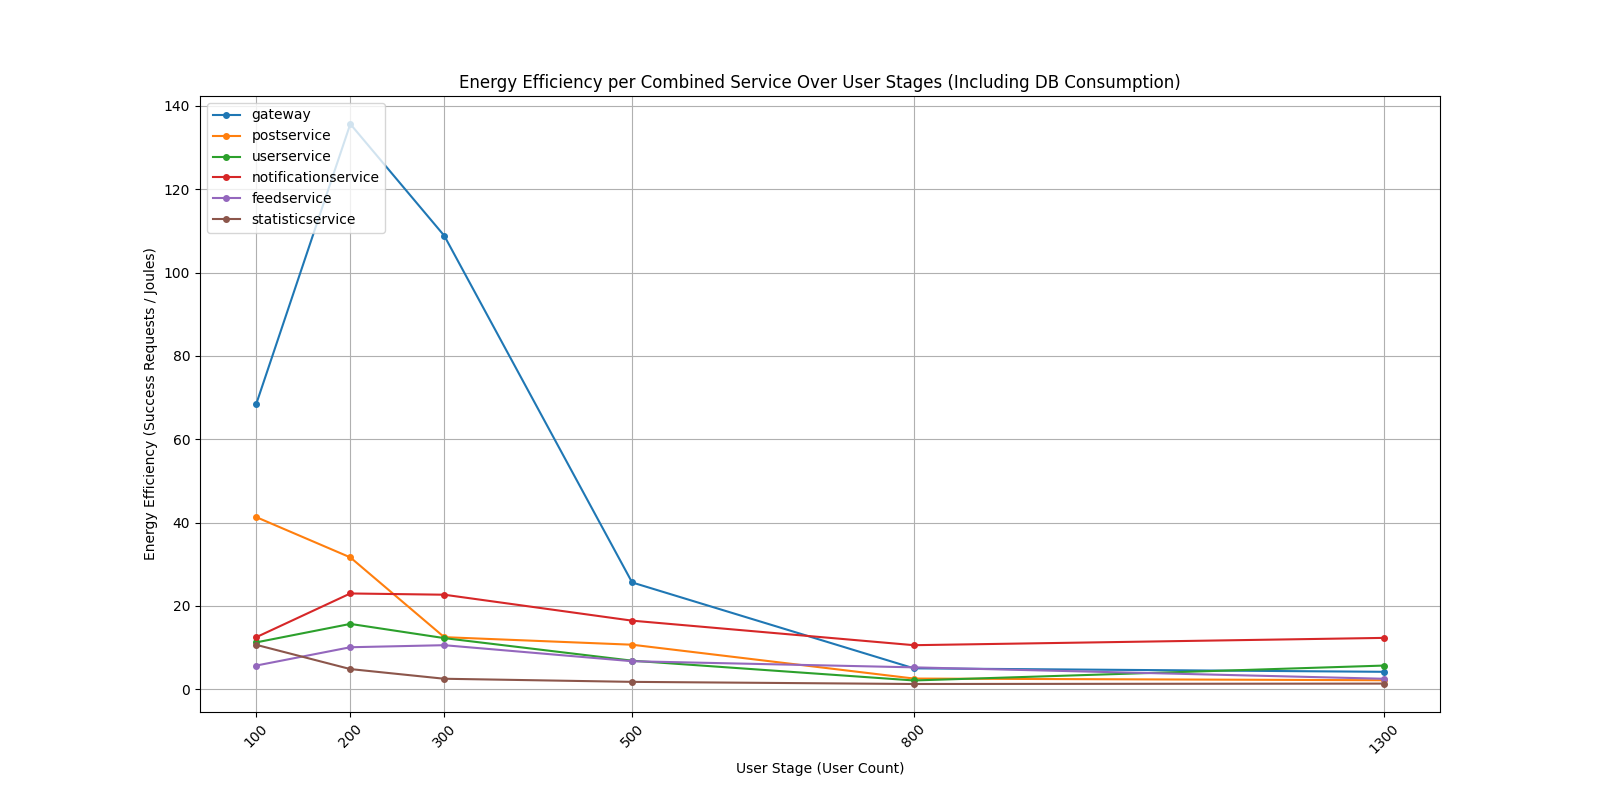 Energy Efficiency per Combined Service Over User Stages (Including DB Consumption)
gateway
postservice
userservice
notificationservice
feedservice
statisticservice
Energy Efficiency (Success Requests / Joules)
140
120
100
80
60
40
20
0
100
200
300
500
800
1300
User Stage (User Count)